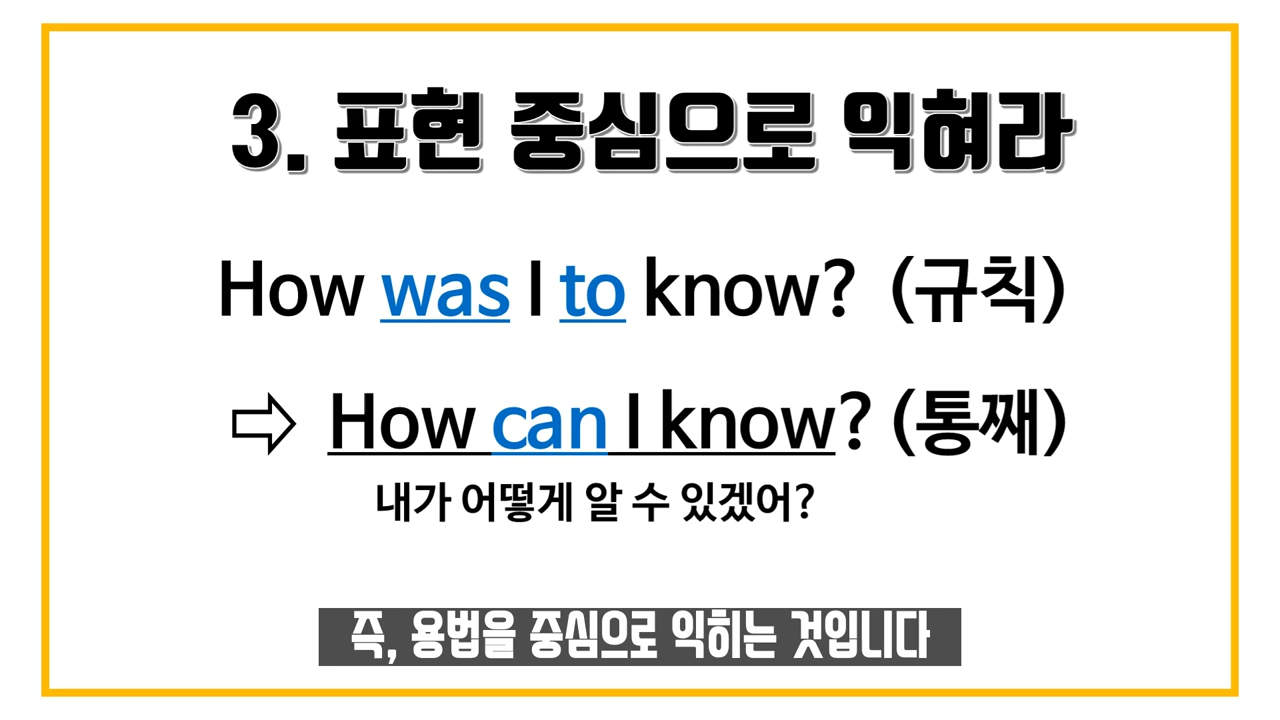 3. 표현 중심으로 익혀라
How was I to know? (규칙)
⇨ How can I know? (통째)
내가 어떻게 알 수 있겠어?
즉, 용법을 중심으로 익히는 것입니다